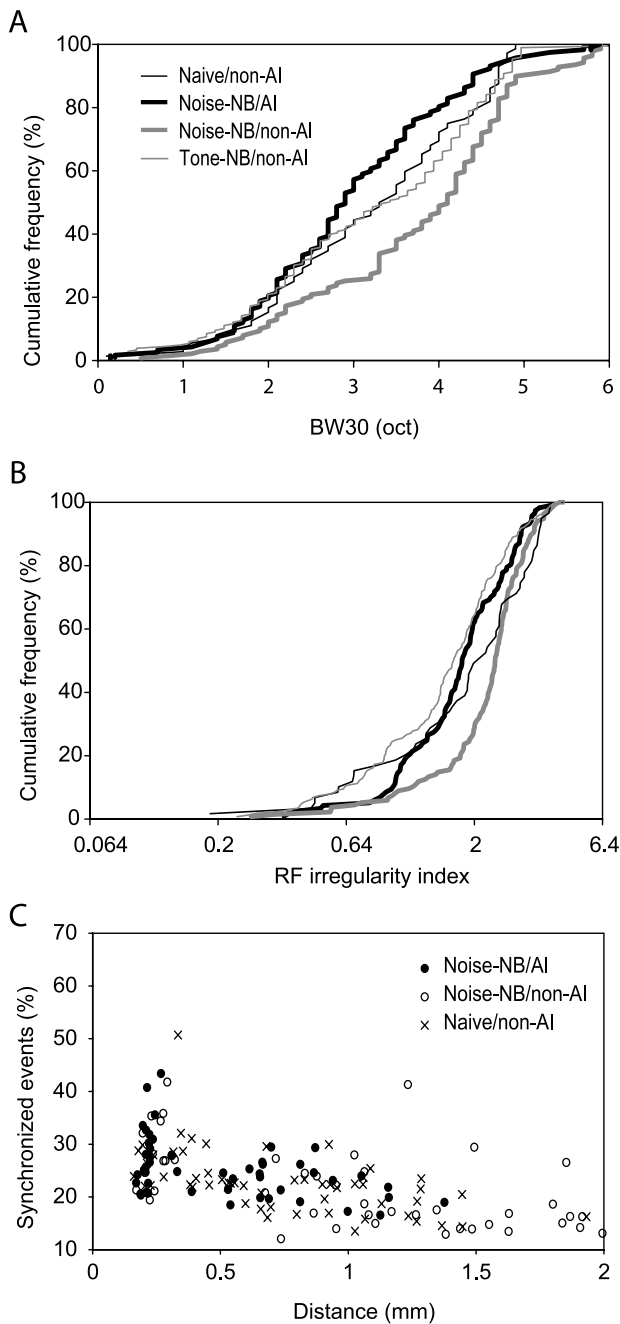 A
Cumulative frequency (%)
100
80
60
40
20
0
Naive/non-AI
Noise-NB/AI
Noise-NB/non-AI
Tone-NB/non-AI
0 1 2 3 4 5 6
BW30 (oct)
B
Cumulative frequency (%)
100
80
60
40
20
0
0.064 0.2 0.64 2 6.4
RF irregularity index
C
Synchronized events (%)
70
60
50
40
30
20
10
Noise-NB/AI
Noise-NB/non-AI
Naive/non-AI
0 0.5 1 1.5 2
Distance (mm)